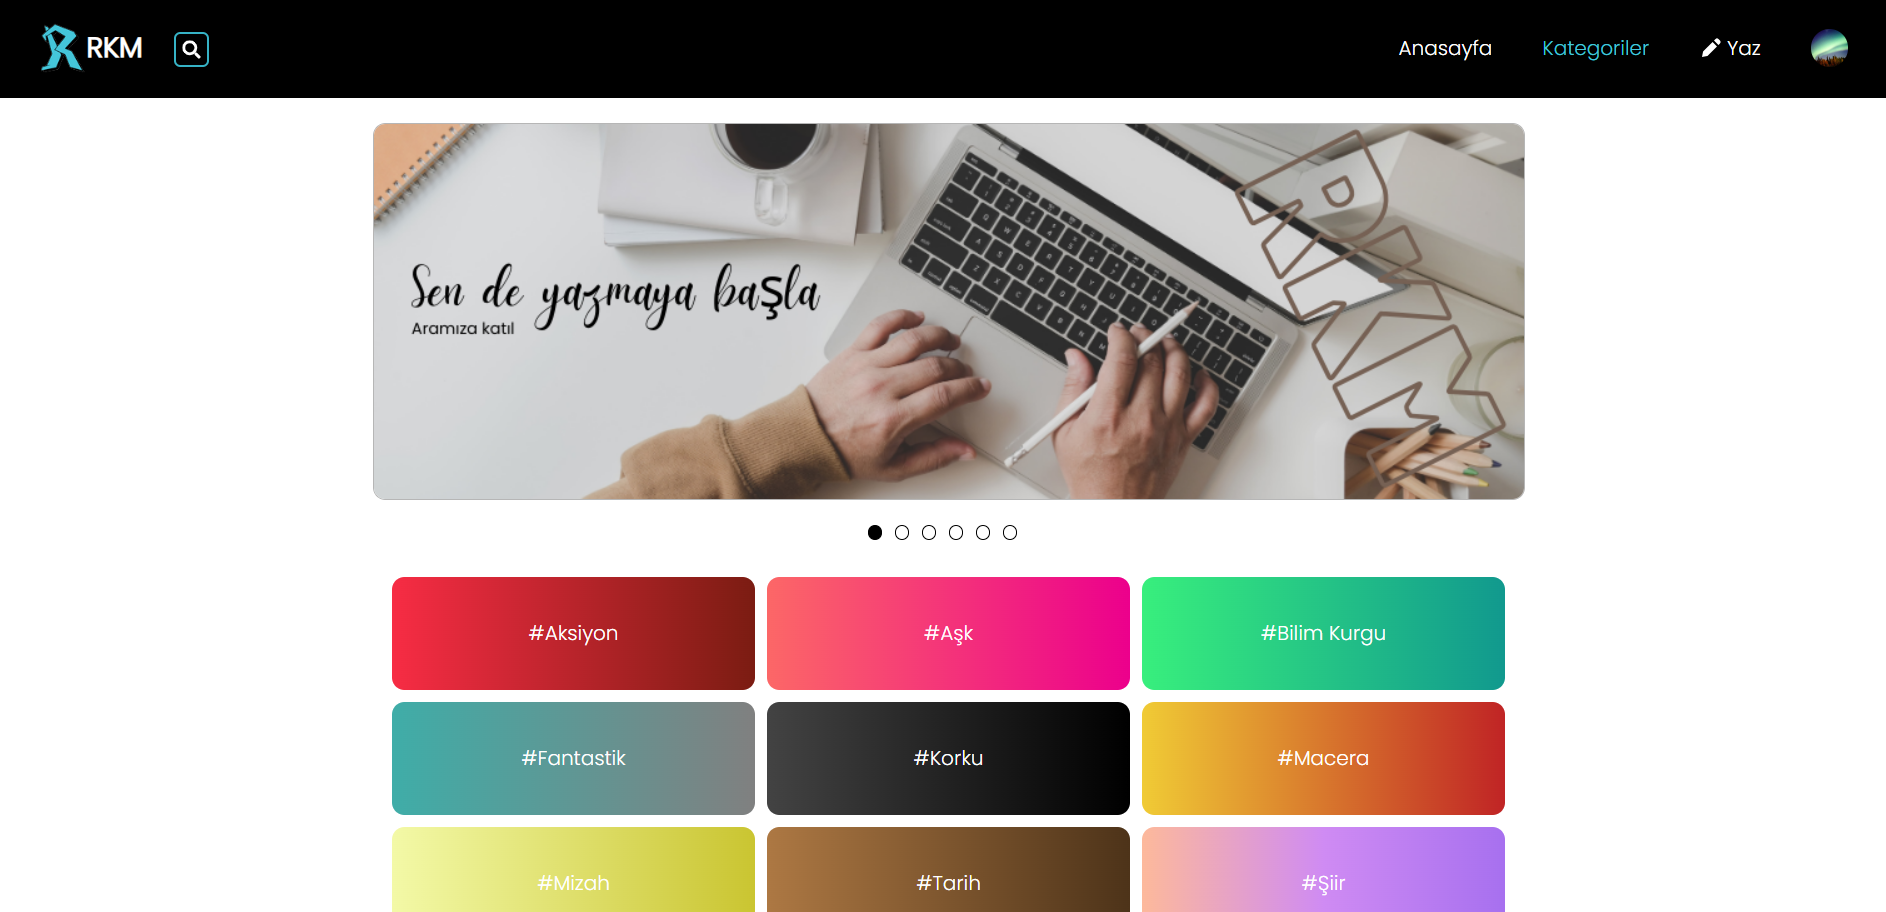 RKM
Anasayfa
Kategoriler
Yaz
Sen de yazmaya başla
Aramıza katıl
RKM
#Aksiyon
#Aşk
#Bilim Kurgu
#Fantastik
#Korku
#Macera
#Mizah
#Tarih
#Şiir